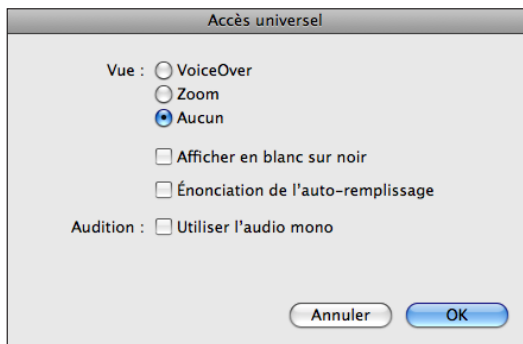 Accès universel
Vue : VoiceOver
Zoom
Aucun
Afficher en blanc sur noir
Énonciation de l'auto-remplissage
Audition : Utiliser l'audio mono
Annuler OK